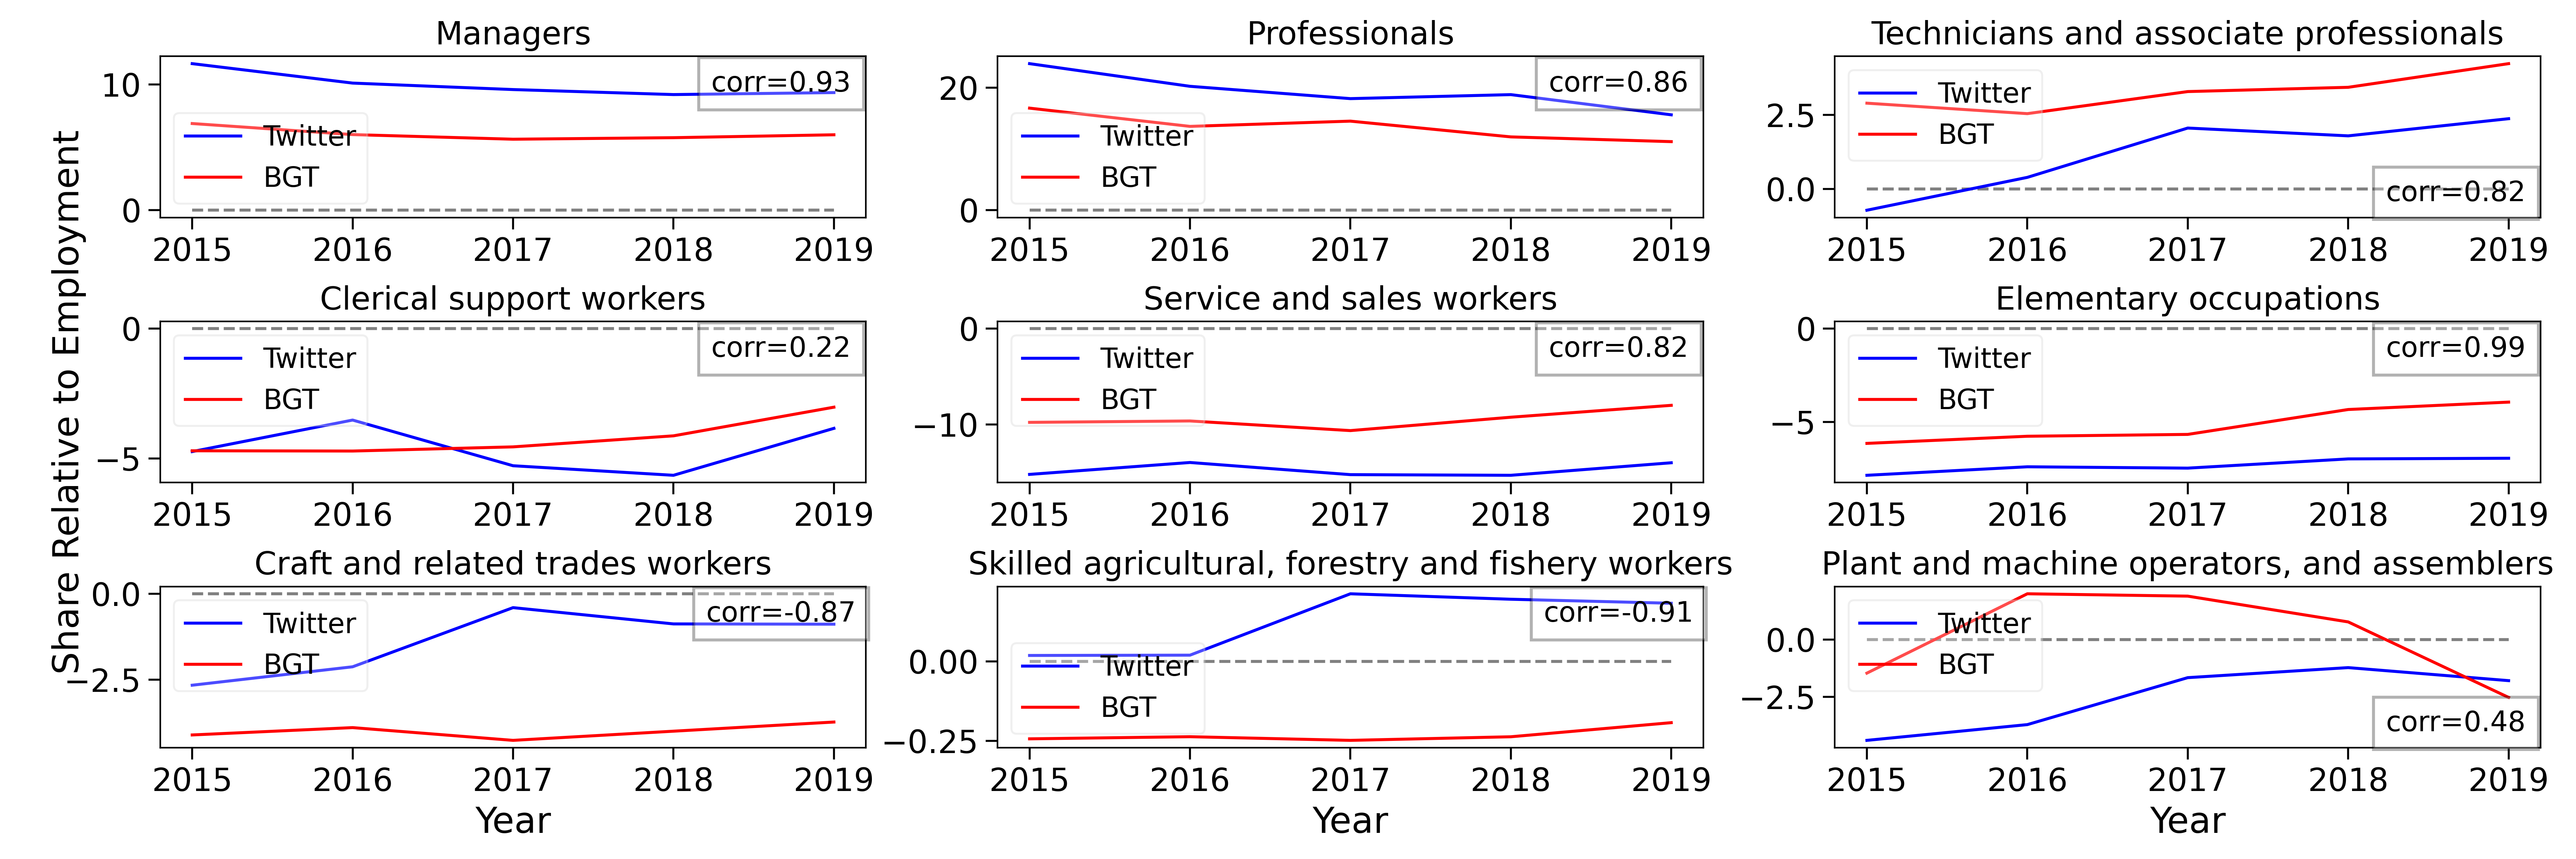 Managers
Professionals
Technicians and associate professionals
Share Relative to Employment
10
0
corr=0.93
Twitter
BGT
2015 2016 2017 2018 2019
20
0
corr=0.86
Twitter
BGT
2015 2016 2017 2018 2019
2.5
0.0
Twitter
BGT
corr=0.82
2015 2016 2017 2018 2019
Clerical support workers
Service and sales workers
Elementary occupations
0
−5
Twitter
BGT
corr=0.22
2015 2016 2017 2018 2019
0
−10
Twitter
BGT
corr=0.82
2015 2016 2017 2018 2019
0
−5
Twitter
BGT
corr=0.99
2015 2016 2017 2018 2019
Craft and related trades workers
Skilled agricultural, forestry and fishery workers
Plant and machine operators, and assemblers
0.0
−2.5
Twitter
BGT
corr=-0.87
2015 2016 2017 2018 2019
Year
0.00
−0.25
corr=-0.91
Twitter
BGT
2015 2016 2017 2018 2019
Year
0.0
−2.5
Twitter
BGT
corr=0.48
2015 2016 2017 2018 2019
Year